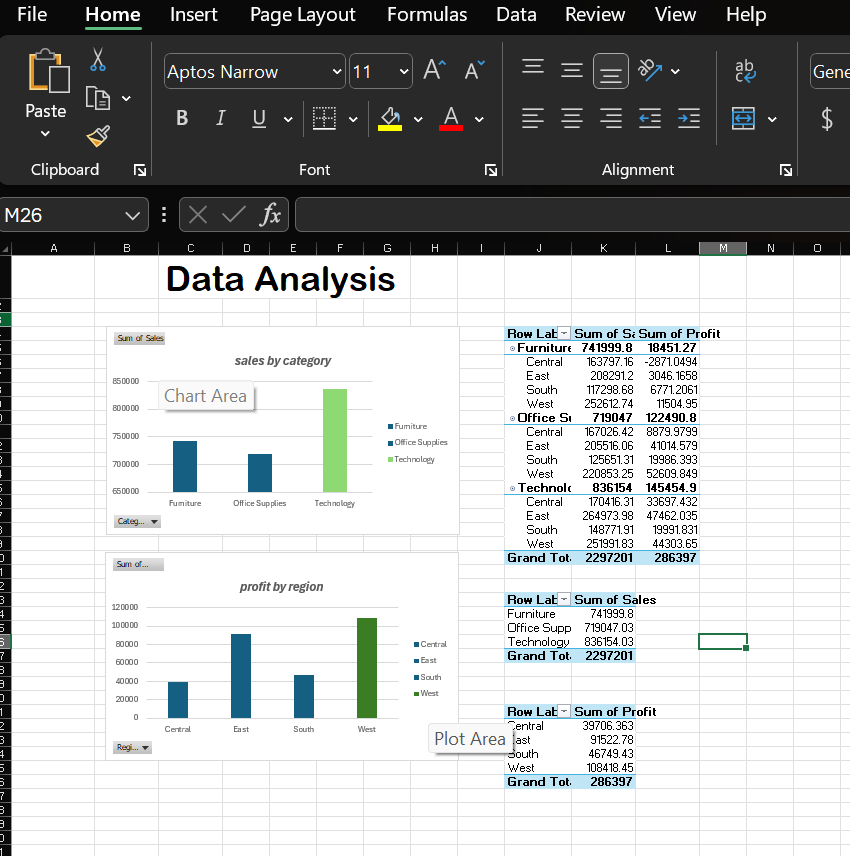 File Home Insert Page Layout Formulas Data Review View Help
Aptos Narrow 11 A A ab Gene
Paste B I U A $
Clipboard Font Alignment
M26 fx
A B C D E F G H I J K L M N O
Data Analysis
Sum of Sales
sales by category
850000
800000
750000
700000
650000
Chart Area
Furniture
Office Supplies
Technology
Furniture Office Supplies Technology
Categ...
Sum of...
profit by region
120000
100000
80000
60000
40000
20000
0
Central
East
South
West
Central East South West
Regi...
Plot Area
Row Lab Sum of Sa Sum of Profit
Furniture 741999.8 18451.27
Central 163797.16 -2871.0494
East 208291.2 3046.1658
South 117298.68 6771.2061
West 252612.74 11504.95
Office Su 719047 122490.8
Central 167026.42 8879.9799
East 205516.06 41014.579
South 125651.31 19986.393
West 220853.25 52609.849
Technolo 836154 145454.9
Central 170416.31 33697.432
East 264973.98 47462.035
South 148771.91 19991.831
West 251991.83 44303.65
Grand Tot 2297201 286397
Row Lab Sum of Sales
Furniture 741999.8
Office Supp 719047.03
Technology 836154.03
Grand Tot 2297201
Row Lab Sum of Profit
Central 39706.363
East 91522.78
South 46749.43
West 108418.45
Grand Tot 286397